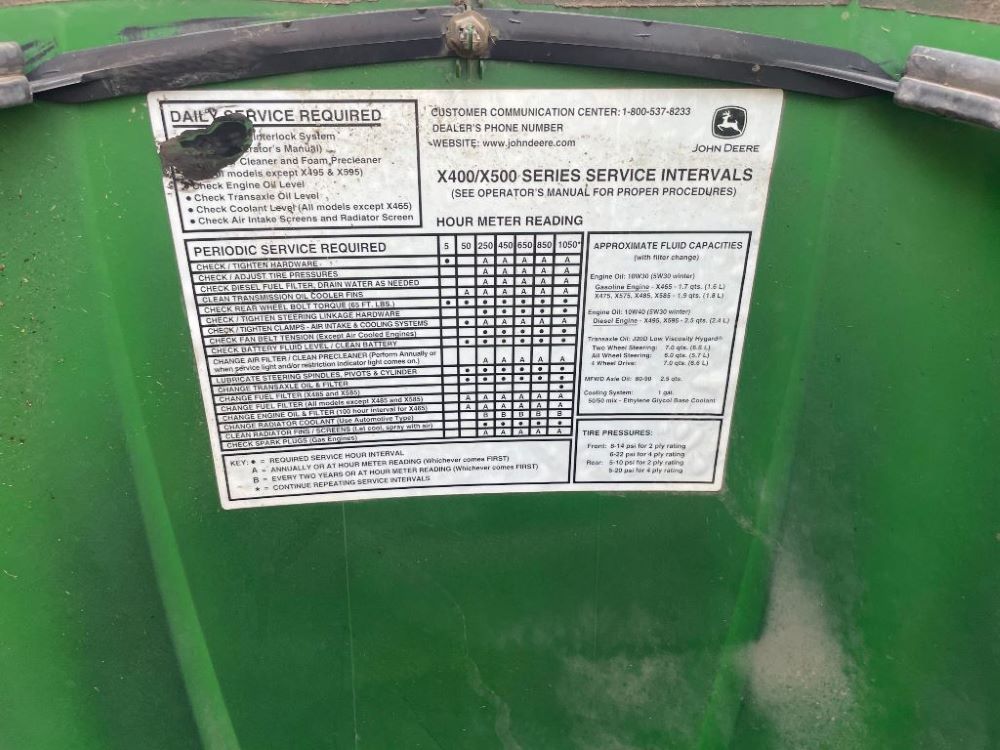 DAILY SERVICE REQUIRED
Interlock System
ator's Manual)
Cleaner and Foam Precleaner
all models except X495 & X595)
Check Engine Oil Level
• Check Transaxle Oil Level
• Check Coolant Level (All models except X465)
• Check Air Intake Screens and Radiator Screen
CUSTOMER COMMUNICATION CENTER: 1-800-537-8233
DEALER'S PHONE NUMBER
WEBSITE: www.johndeere.com
JOHN DEERE
X400/X500 SERIES SERVICE INTERVALS
(SEE OPERATOR'S MANUAL FOR PROPER PROCEDURES)
HOUR METER READING
PERIODIC SERVICE REQUIRED 5 50 250 450 650 850 1050*
CHECK / TIGHTEN HARDWARE • A A A A A
CHECK / ADJUST TIRE PRESSURES A A A A A
CHECK DIESEL FUEL FILTER, DRAIN WATER AS NEEDED A A A A A
CLEAN TRANSMISSION OIL COOLER FINS A A A A A A
CHECK REAR WHEEL BOLT TORQUE (65 FT. LBS.) • • • • • • •
CHECK / TIGHTEN STEERING LINKAGE HARDWARE • • • • •
CHECK / TIGHTEN CLAMPS - AIR INTAKE & COOLING SYSTEMS • A A A A A
CHECK FAN BELT TENSION (Except Air Cooled Engines) • • • • •
CHECK BATTERY FLUID LEVEL / CLEAN BATTERY • • • • • •
CHANGE AIR FILTER / CLEAN PRECLEANER (Perform Annually or
when service light and/or restriction indicator light comes on.) A A A A A
LUBRICATE STEERING SPINDLES, PIVOTS & CYLINDER • • • • • •
CHANGE TRANSAXLE OIL & FILTER • • • • • •
CHANGE FUEL FILTER (X485 and X585) •
CHANGE FUEL FILTER (All models except X485 and X585) A A A A A A
CHANGE ENGINE OIL & FILTER (100 hour interval for X465) A A A A A A
CHANGE RADIATOR COOLANT (Use Automotive Type) B B B B B
CLEAN RADIATOR FINS / SCREENS (Let cool, spray with air) • • • • • •
CHECK SPARK PLUGS (Gas Engines) A A A A A
KEY: • = REQUIRED SERVICE HOUR INTERVAL
A = ANNUALLY OR AT HOUR METER READING (Whichever comes FIRST)
B = EVERY TWO YEARS OR AT HOUR METER READING (Whichever comes FIRST)
* = CONTINUE REPEATING SERVICE INTERVALS
APPROXIMATE FLUID CAPACITIES
(with filter change)
Engine Oil: 10W30 (5W30 winter)
Gasoline Engine - X465 - 1.7 qts. (1.6 L)
X475, X575, X485, X585 - 1.9 qts. (1.8 L)
Engine Oil: 10W40 (5W30 winter)
Diesel Engine - X495, X595 - 2.5 qts. (2.4 L)
Transaxle Oil: J20D Low Viscosity Hygard®
Two Wheel Steering: 7.0 qts. (6.6 L)
All Wheel Steering: 6.0 qts. (5.7 L)
4 Wheel Drive: 7.0 qts. (6.6 L)
MFWD Axle Oil: 80-90 2.5 qts.
Cooling System: 1 gal.
50/50 mix - Ethylene Glycol Base Coolant
TIRE PRESSURES:
Front: 8-14 psi for 2 ply rating
6-22 psi for 4 ply rating
Rear: 5-10 psi for 2 ply rating
5-20 psi for 4 ply rating